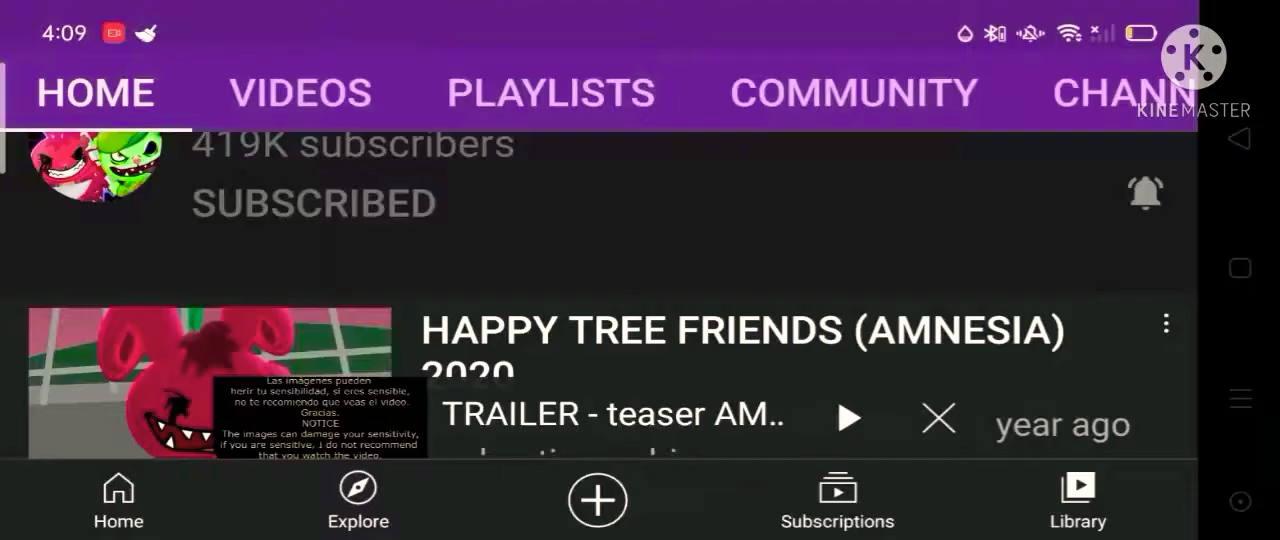 4:09
K
KINEMASTER
HOME VIDEOS PLAYLISTS COMMUNITY CHANN
419K subscribers
SUBSCRIBED
HAPPY TREE FRIENDS (AMNESIA)
2020
Las imágenes pueden
herir tu sensibilidad, si eres sensible,
no te recomiendo que veas el video.
Gracias.
NOTICE
The images can damage your sensitivity,
if you are sensitive, I do not recommend
that you watch the video.
TRAILER - teaser AM..
year ago
Home Explore Subscriptions Library